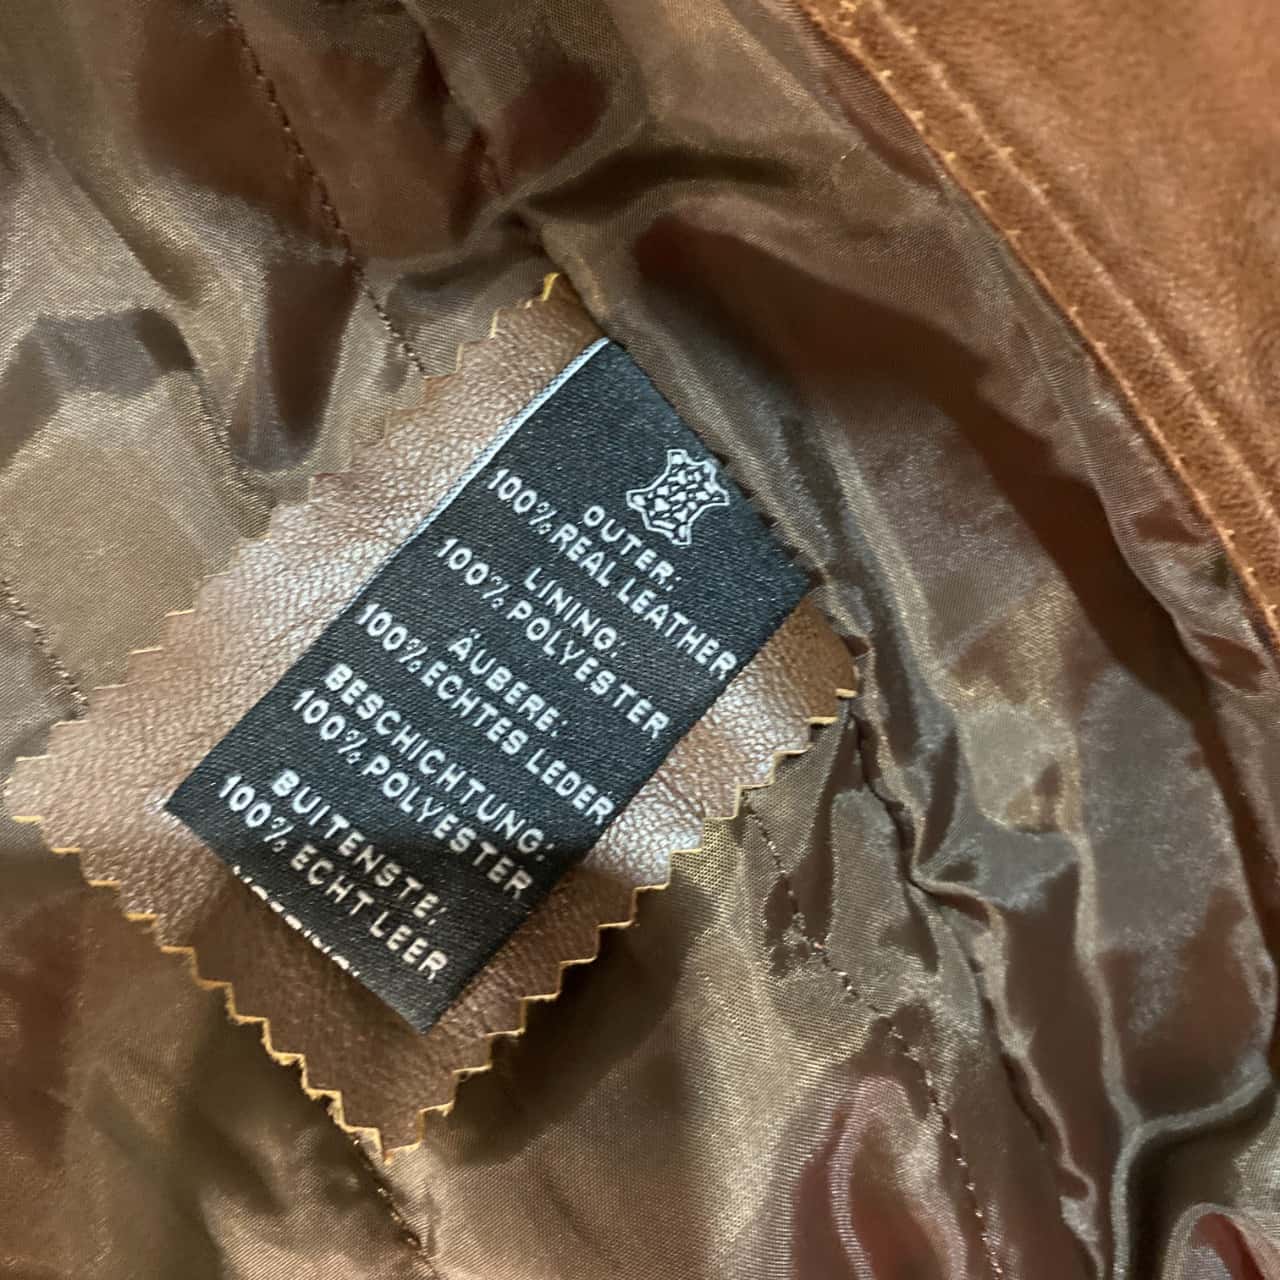 OUTER:
100% REAL LEATHER
LINING:
100% POLYESTER
ÄUBERE:
100% ECHTES LEDER
BESCHICHTUNG:
100% POLYESTER
BUITENSTE:
100% ECHT LEER